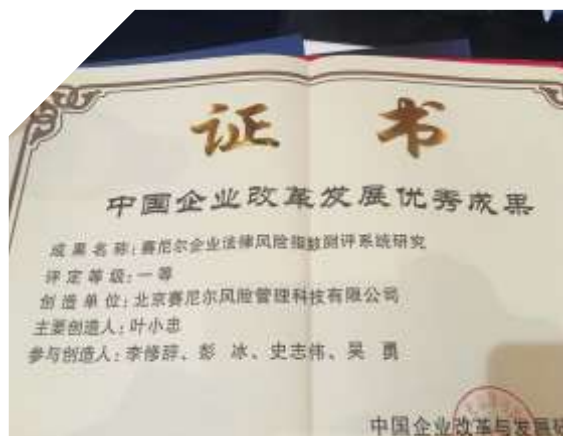 证 书
中国企业改革发展优秀成果
成果名称：赛尼尔企业法律风险指数测评系统研究
评定等级：一等
创造单位：北京赛尼尔风险管理科技有限公司
主要创造人：叶小忠
参与创造人：李修辞、彭 冰、史志伟、吴 勇
中国企业改革与发展研